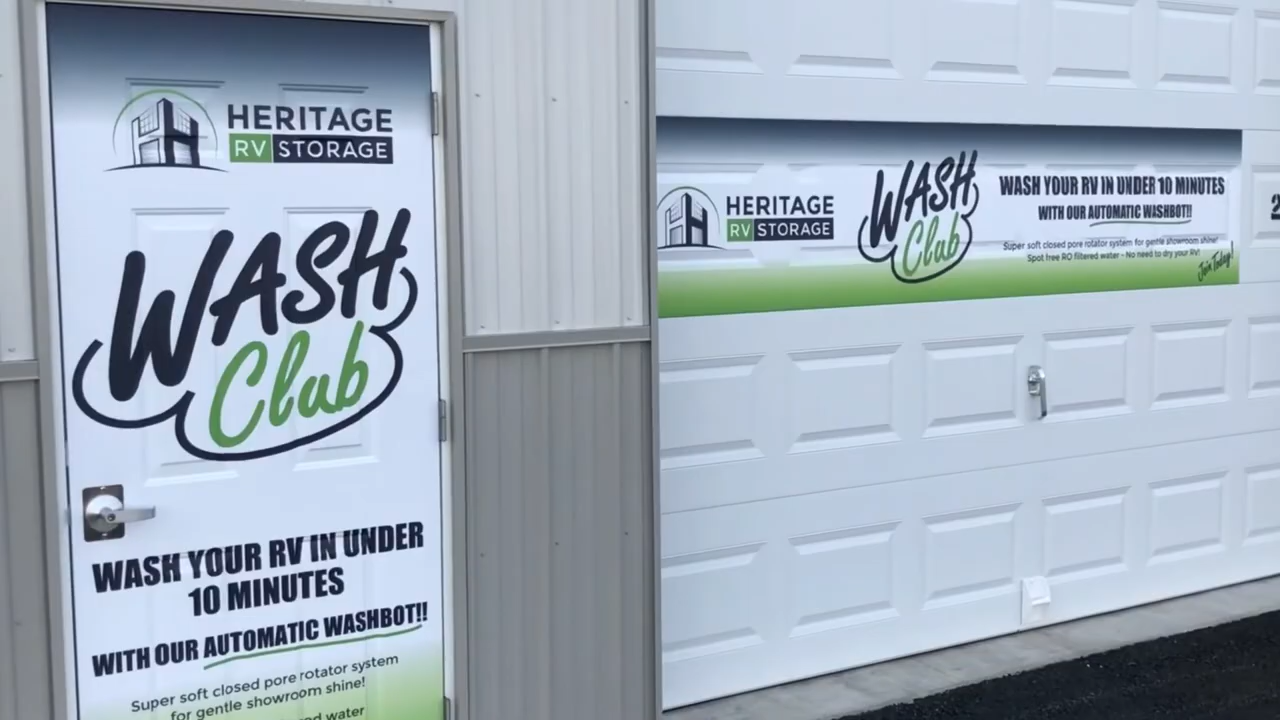 HERITAGE
RV STORAGE
WASH
Club
WASH YOUR RV IN UNDER
10 MINUTES
WITH OUR AUTOMATIC WASHBOT!!
Super soft closed pore rotator system
for gentle showroom shine!
water
HERITAGE
RV STORAGE
WASH
Club
WASH YOUR RV IN UNDER 10 MINUTES
WITH OUR AUTOMATIC WASHBOT!!
Super soft closed pore rotator system for gentle showroom shine!
Spot free RO filtered water - No need to dry your RV!
Join Today!
2